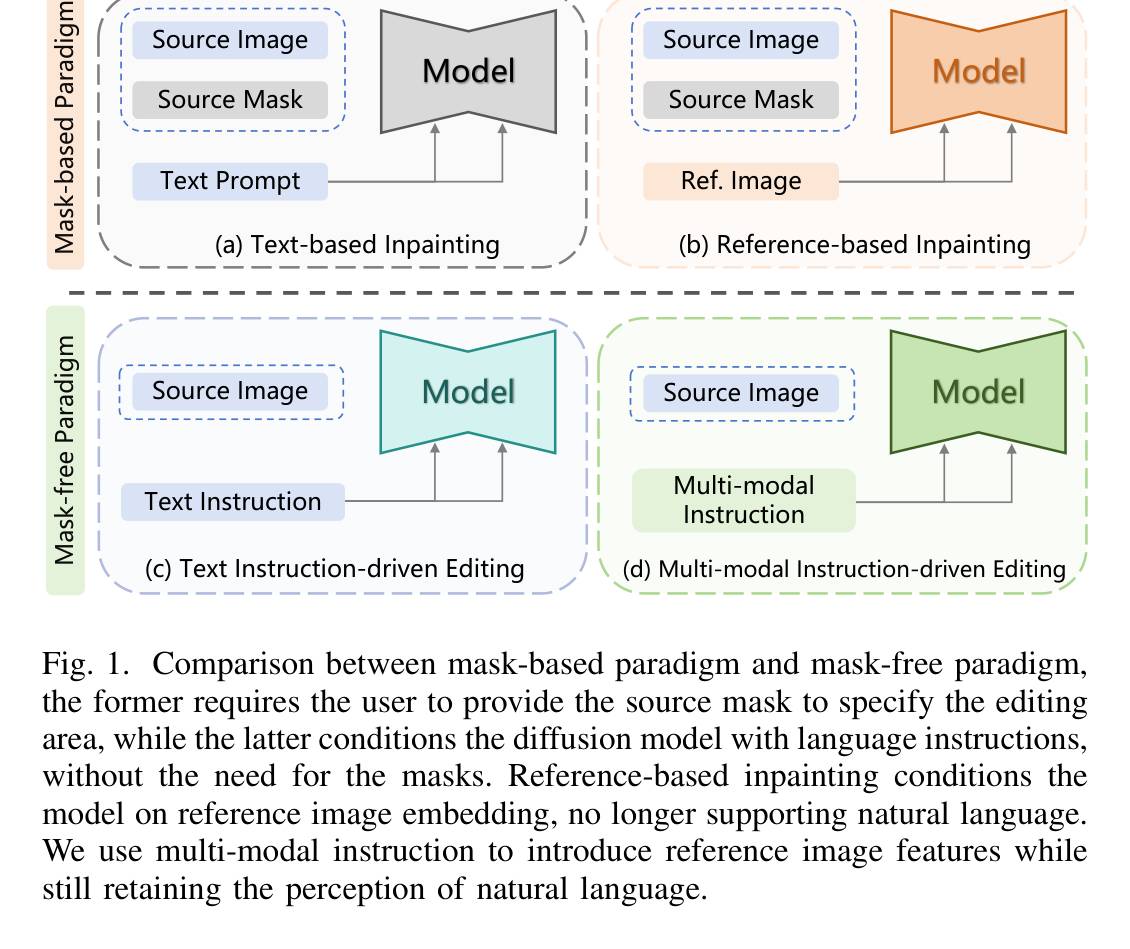 Mask-based Paradigm
Source Image
Source Mask
Text Prompt
Model
(a) Text-based Inpainting
Source Image
Source Mask
Ref. Image
Model
(b) Reference-based Inpainting
Mask-free Paradigm
Source Image
Text Instruction
Model
(c) Text Instruction-driven Editing
Source Image
Multi-modal
Instruction
Model
(d) Multi-modal Instruction-driven Editing
Fig. 1. Comparison between mask-based paradigm and mask-free paradigm,
the former requires the user to provide the source mask to specify the editing
area, while the latter conditions the diffusion model with language instructions,
without the need for the masks. Reference-based inpainting conditions the
model on reference image embedding, no longer supporting natural language.
We use multi-modal instruction to introduce reference image features while
still retaining the perception of natural language.